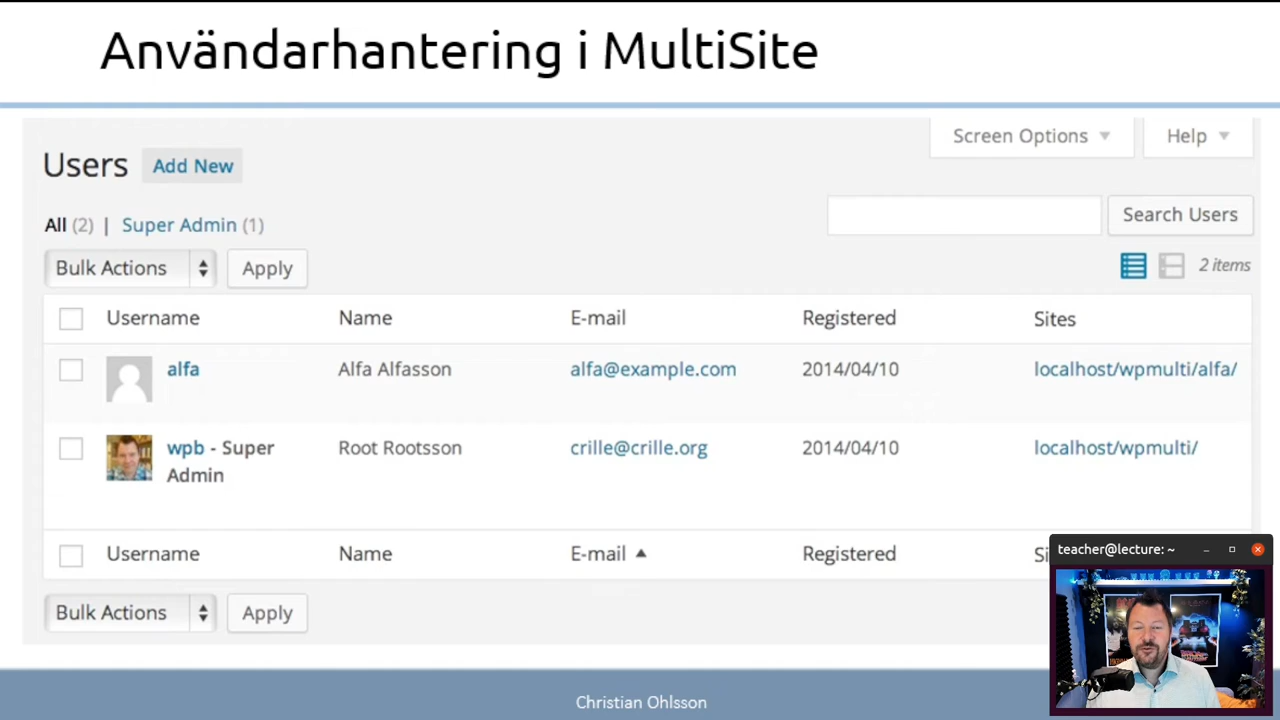 Användarhantering i MultiSite
Screen Options
Help
Users
Add New
All (2) | Super Admin (1)
Search Users
Bulk Actions
Apply
2 items
Username
Name
E-mail
Registered
Sites
alfa
Alfa Alfasson
alfa@example.com
2014/04/10
localhost/wpmulti/alfa/
wpb - Super
Admin
Root Rootsson
crille@crille.org
2014/04/10
localhost/wpmulti/
Username
Name
E-mail
Registered
teacher@lecture: ~
Bulk Actions
Apply
Christian Ohlsson